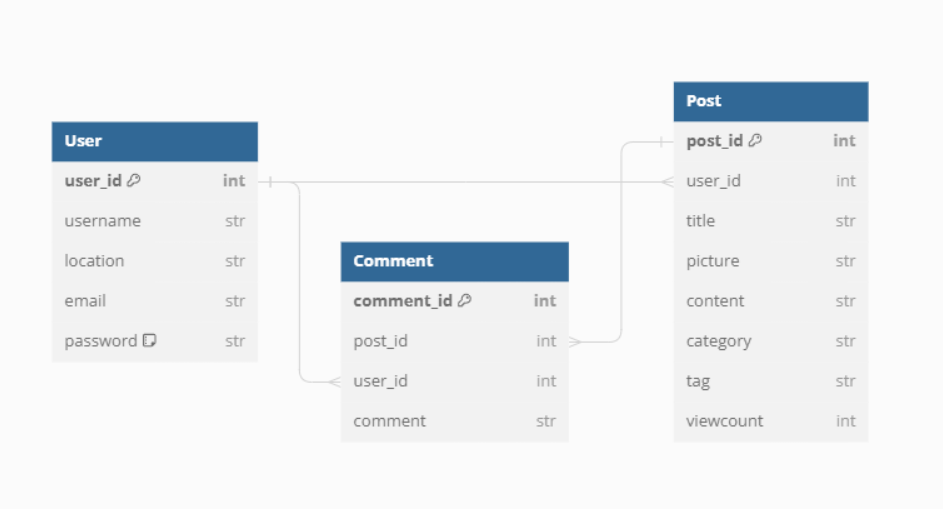 User
user_id int
username str
location str
email str
password str
Comment
comment_id int
post_id int
user_id int
comment str
Post
post_id int
user_id int
title str
picture str
content str
category str
tag str
viewcount int